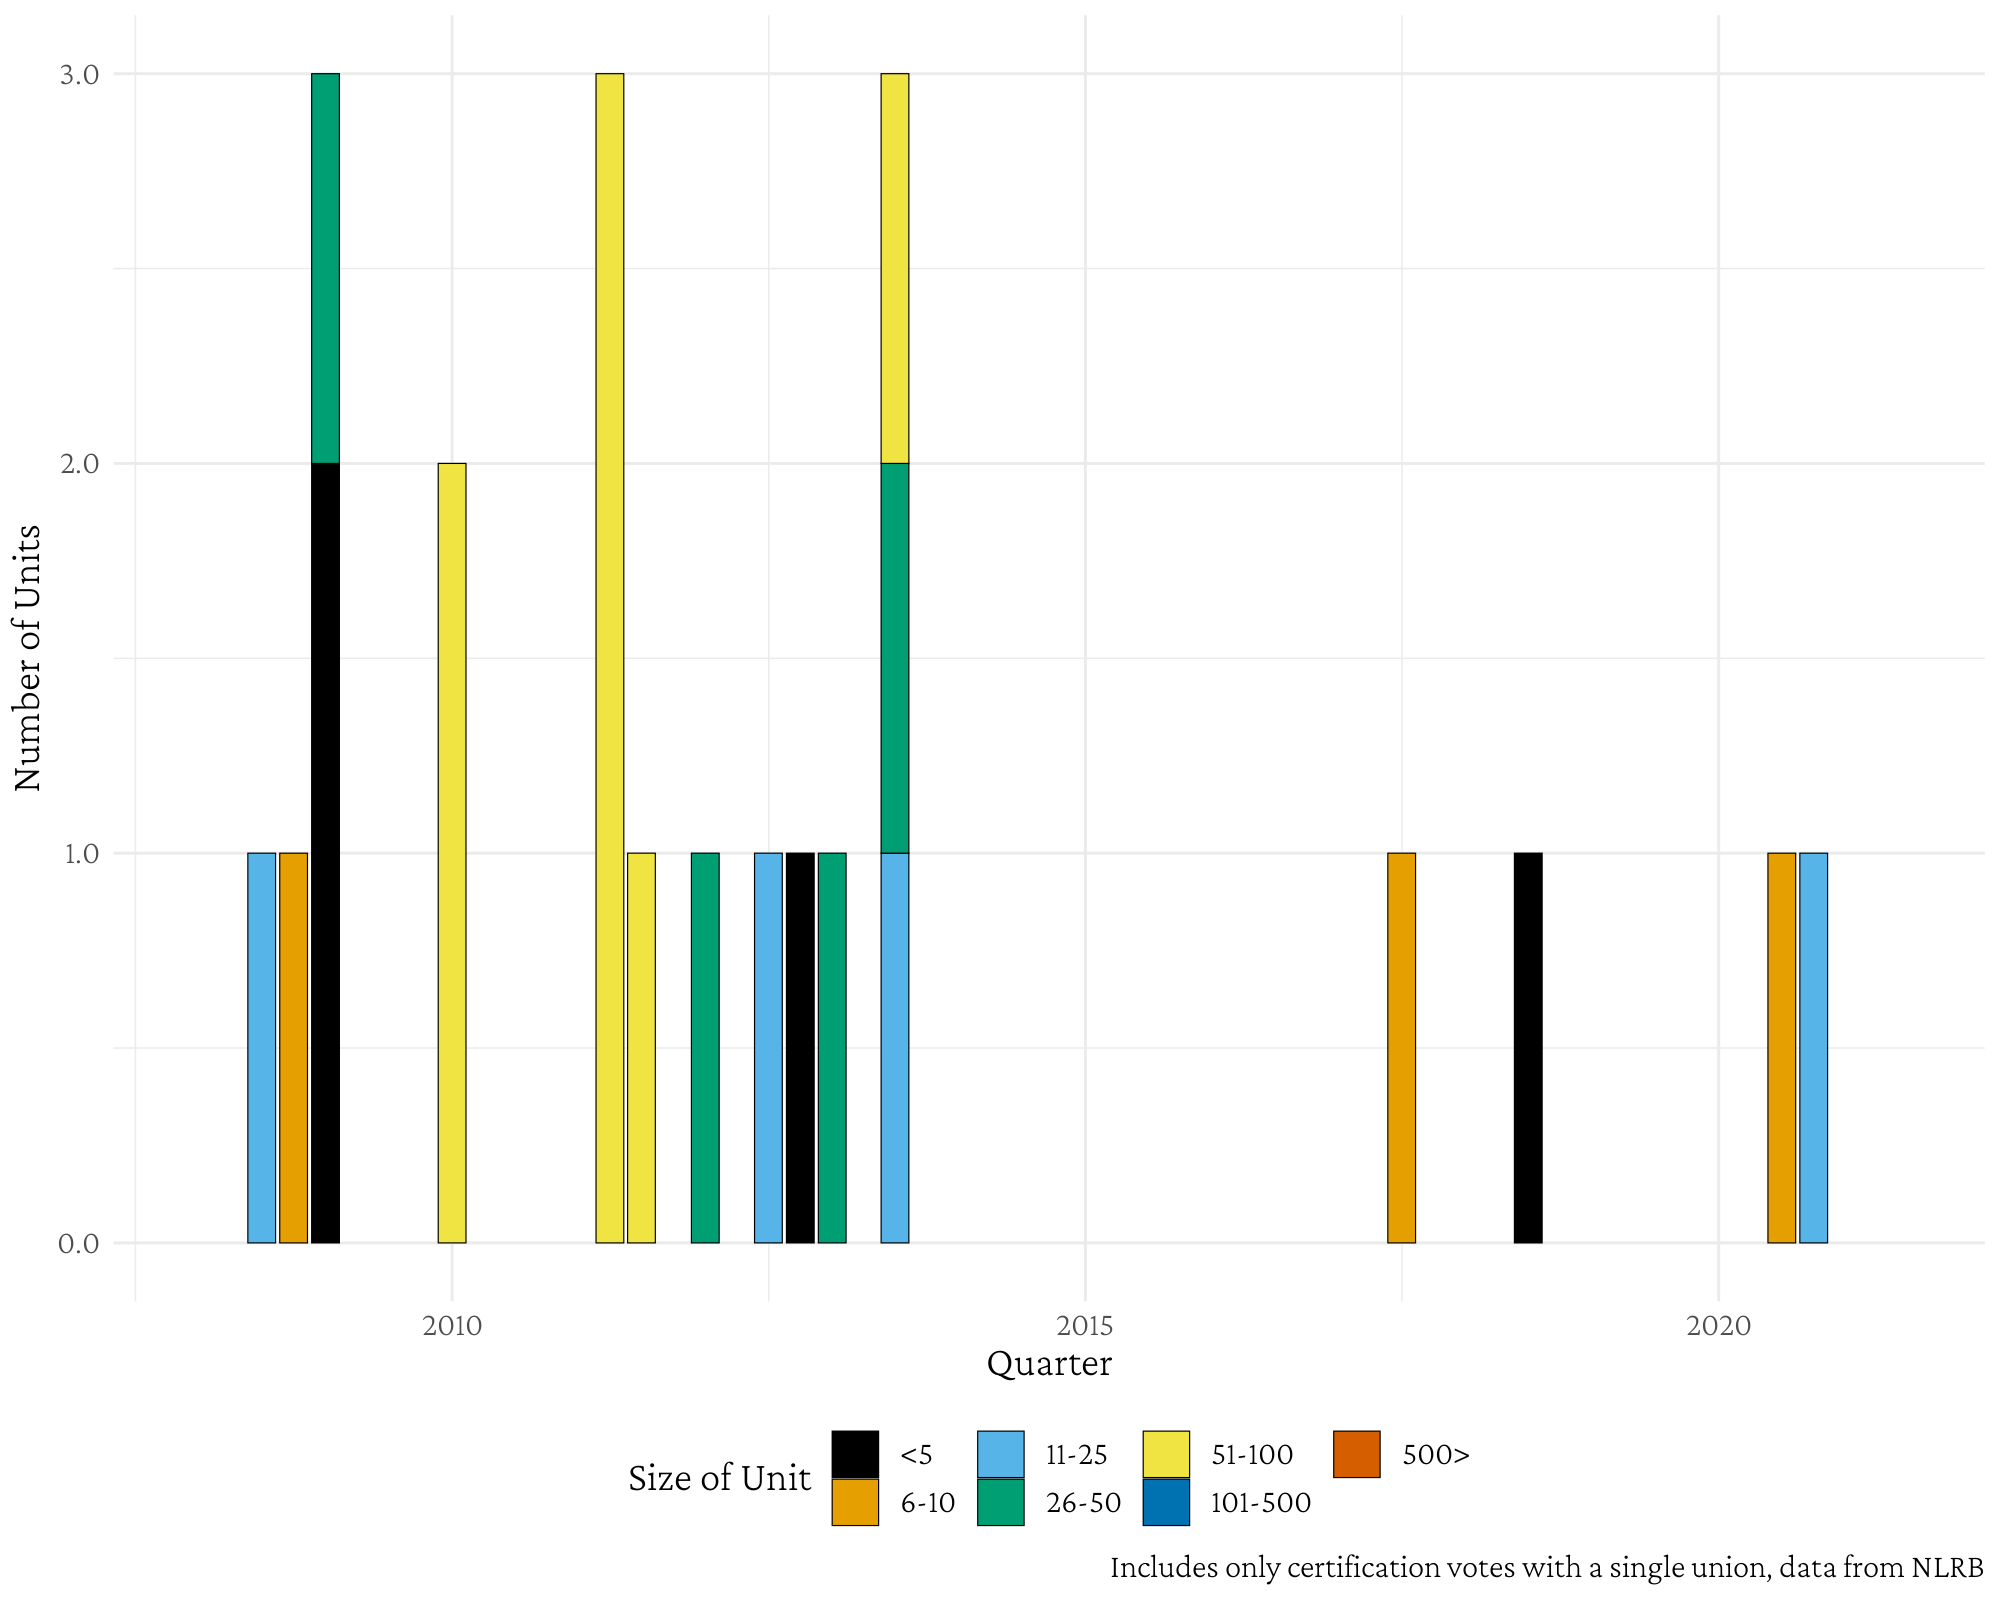 3.0
2.0
1.0
0.0
Number of Units
2010 2015 2020
Quarter
Size of Unit
<5 11-25 51-100 500>
6-10 26-50 101-500
Includes only certification votes with a single union, data from NLRB